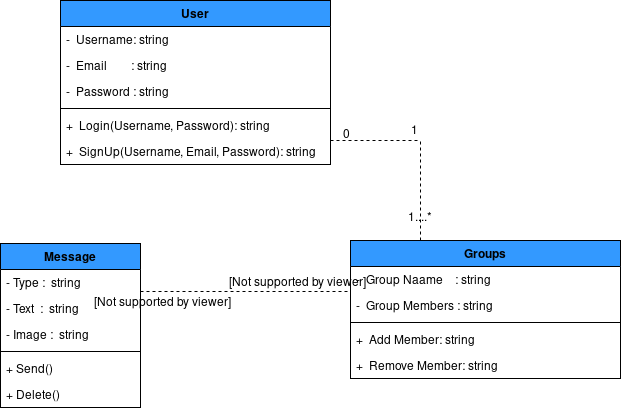 User
- Username: string
- Email : string
- Password : string
+ Login(Username, Password): string
+ SignUp(Username, Email, Password): string
0
1
1....*
Message
- Type : string
- Text : string
- Image : string
+ Send()
+ Delete()
[Not supported by viewer]
[Not supported by viewer]
Groups
- Group Naame : string
- Group Members : string
+ Add Member: string
+ Remove Member: string